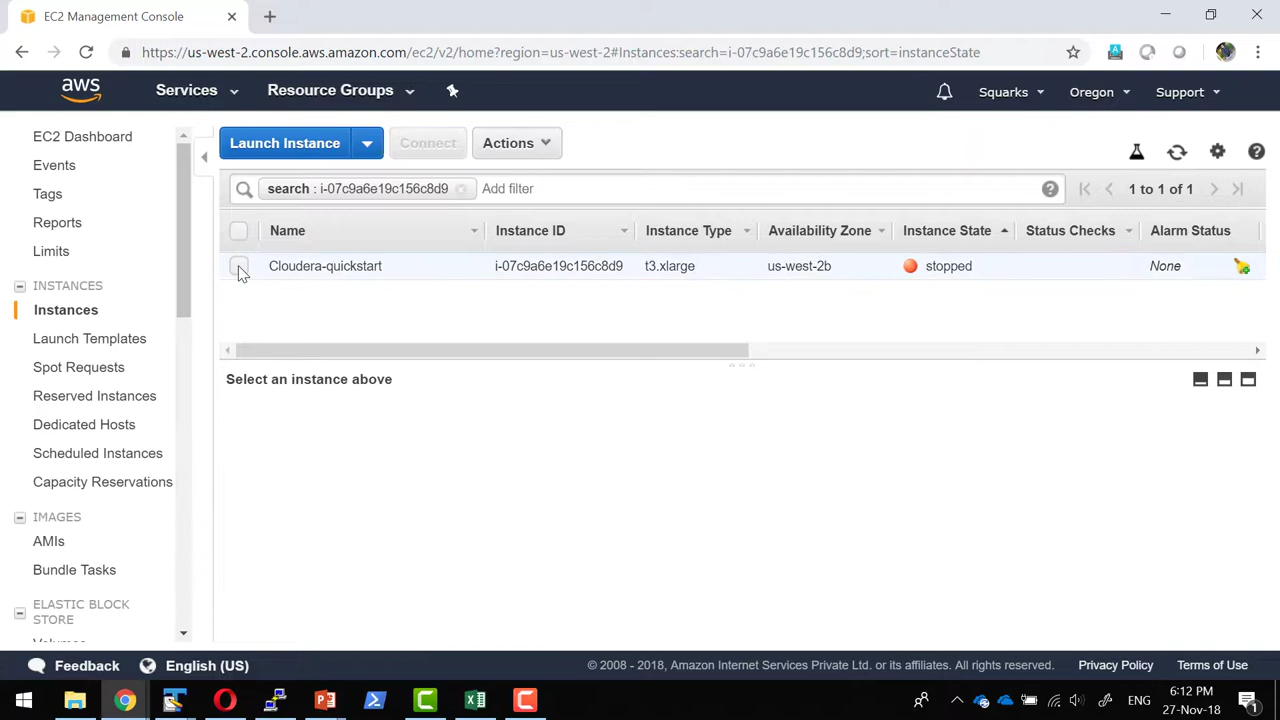 EC2 Management Console
https://us-west-2.console.aws.amazon.com/ec2/v2/home?region=us-west-2#Instances:search=i-07c9a6e19c156c8d9;sort=instanceState
aws Services Resource Groups Squarks Oregon Support
EC2 Dashboard
Events
Tags
Reports
Limits
INSTANCES
Instances
Launch Templates
Spot Requests
Reserved Instances
Dedicated Hosts
Scheduled Instances
Capacity Reservations
IMAGES
AMIs
Bundle Tasks
ELASTIC BLOCK
STORE
Volumes
Launch Instance Connect Actions
search : i-07c9a6e19c156c8d9 Add filter 1 to 1 of 1
Name Instance ID Instance Type Availability Zone Instance State Status Checks Alarm Status
Cloudera-quickstart i-07c9a6e19c156c8d9 t3.xlarge us-west-2b stopped None
Select an instance above
Feedback English (US) © 2008 - 2018, Amazon Internet Services Private Ltd. or its affiliates. All rights reserved. Privacy Policy Terms of Use
ENG 6:12 PM
27-Nov-18 1